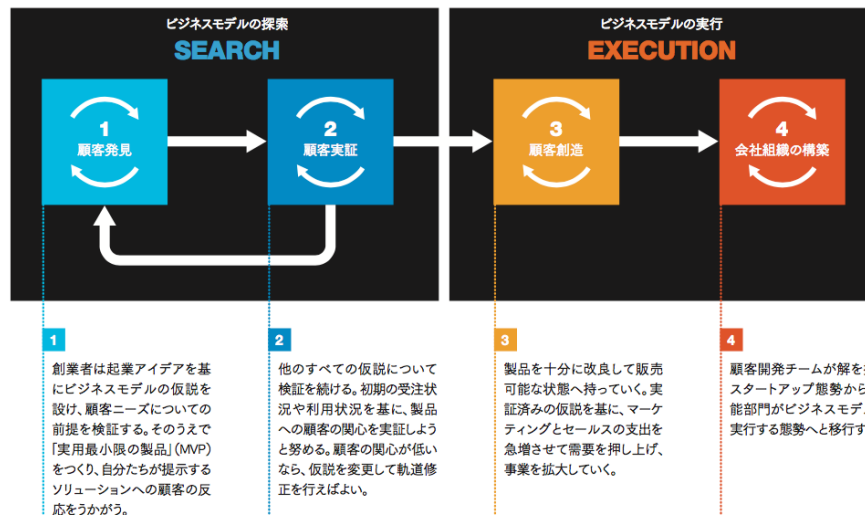 ビジネスモデルの探索
SEARCH
ビジネスモデルの実行
EXECUTION
1
顧客発見
2
顧客実証
3
顧客創造
4
会社組織の構築
1
創業者は起業アイデアを基
にビジネスモデルの仮説を
設け、顧客ニーズについての
前提を検証する。そのうえで
「実用最小限の製品」(MVP)
をつくり、自分たちが提示する
ソリューションへの顧客の反
応をうかがう。
2
他のすべての仮説について
検証を続ける。初期の受注状
況や利用状況を基に、製品
への顧客の関心を実証しよう
と努める。顧客の関心が低い
なら、仮説を変更して軌道修
正を行えばよい。
3
製品を十分に改良して販売
可能な状態へ持っていく。実
証済みの仮説を基に、マーケ
ティングとセールスの支出を
急増させて需要を押し上げ、
事業を拡大していく。
4
顧客開発チームが解を
スタートアップ態勢から
能部門がビジネスモデ
実行する態勢へと移行す